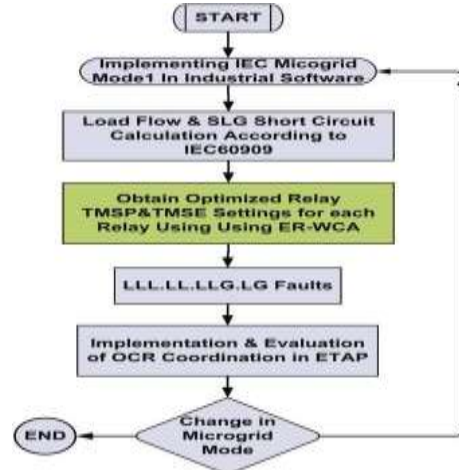 START
Implementing IEC Micogrid
Mode1 In Industrial Software
Load Flow & SLG Short Circuit
Calculation According to
IEC60909
Obtain Optimized Relay
TMSP&TMSE Settings for each
Relay Using Using ER-WCA
LLL.LL.LLG.LG Faults
Implementation & Evaluation
of OCR Coordination in ETAP
Change in
Microgrid
Mode
END